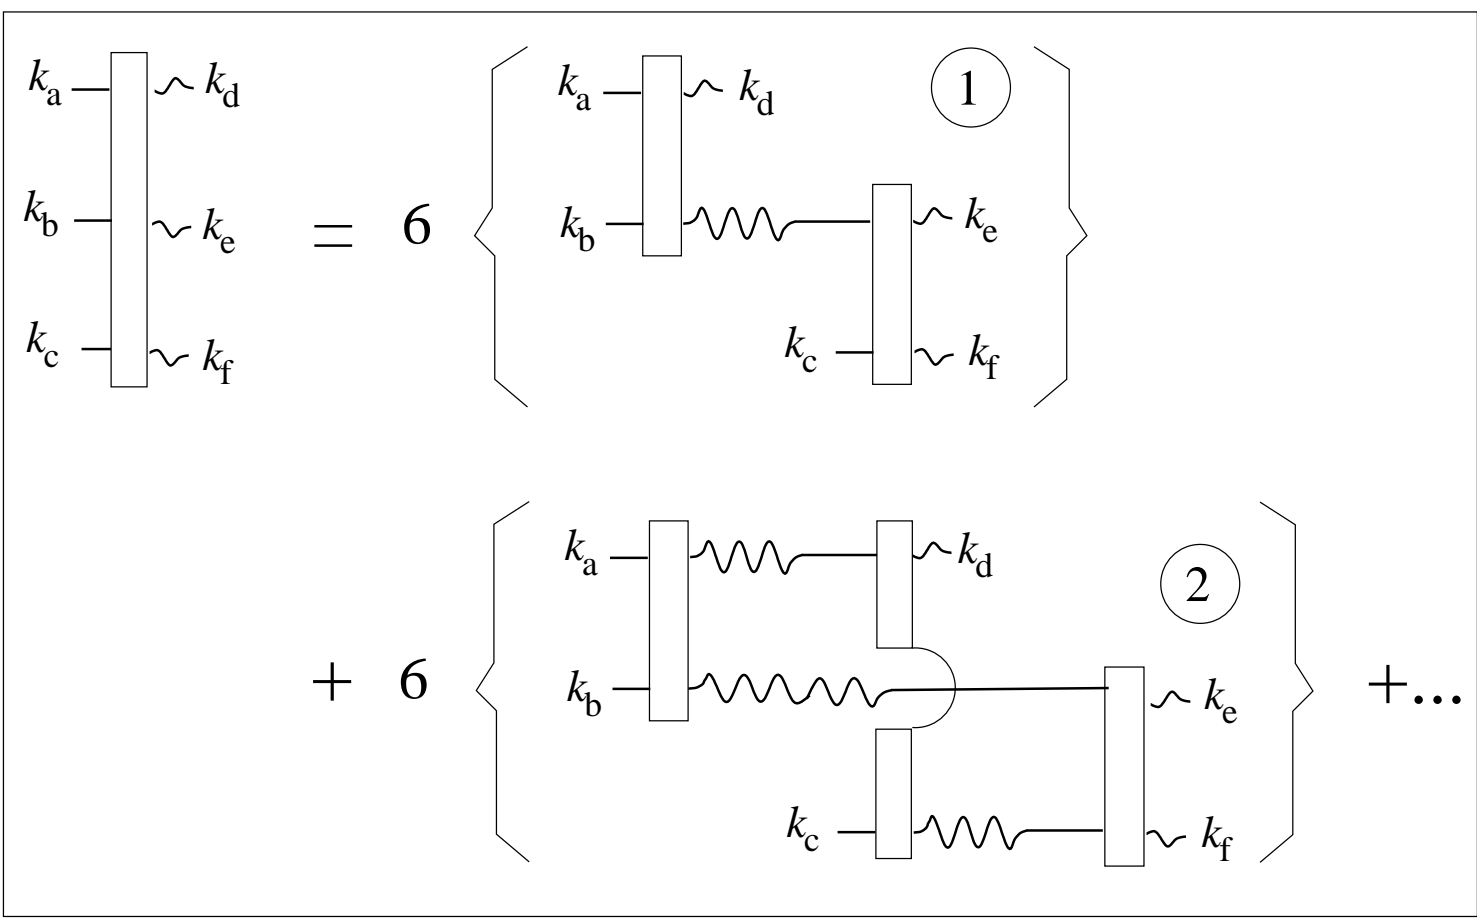 k_a k_d k_a k_d 1
k_b k_e = 6 k_b k_e
k_c k_f k_c k_f
k_a k_d 2
+ 6 k_b k_e +...
k_c k_f